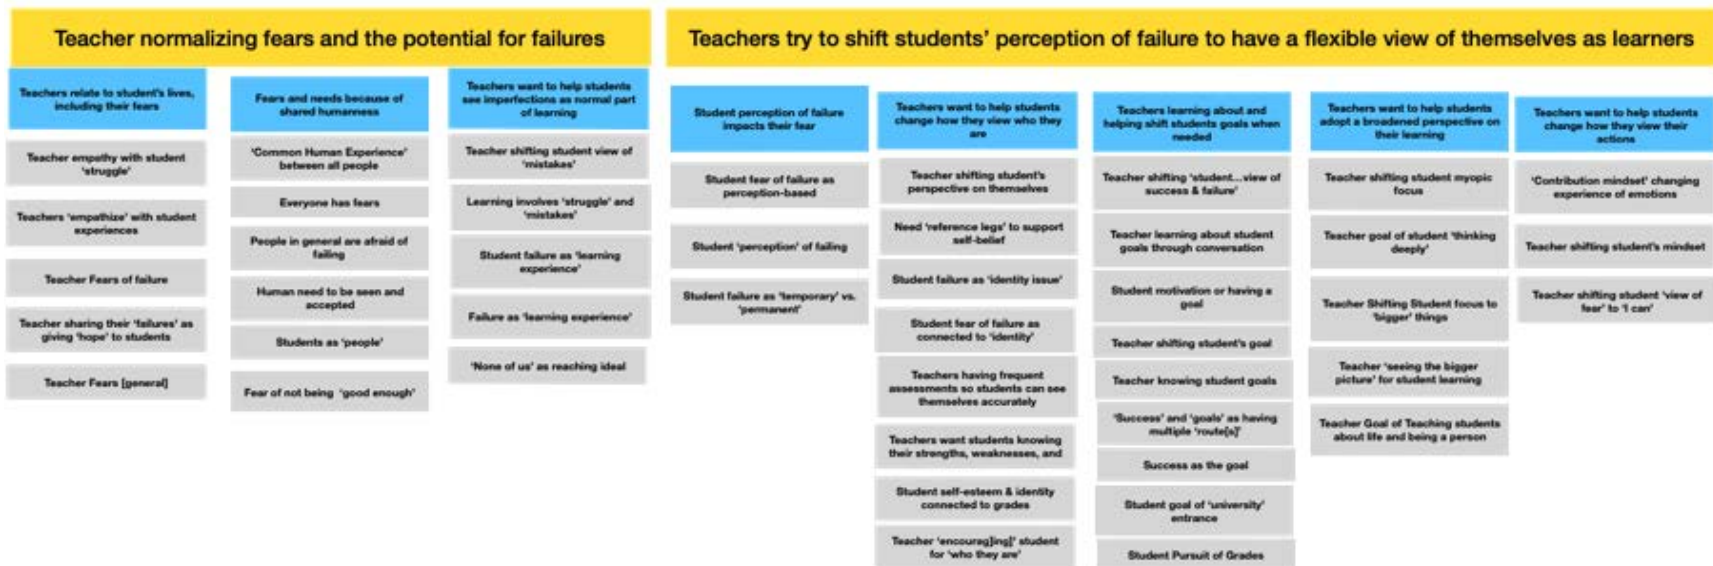 Teacher normalizing fears and the potential for failures
Teachers relate to student's lives,
including their fears
Teacher empathy with student
'struggle'
Teachers 'empathize' with student
experiences
Teacher Fears of failure
Teacher sharing their 'failures' as
giving 'hope' to students
Teacher Fears [general]
Fears and needs because of
shared humanness
'Common Human Experience'
between all people
Everyone has fears
People in general are afraid of
failing
Human need to be seen and
accepted
Students as 'people'
Fear of not being 'good enough'
Teachers want to help students
see imperfections as normal part
of learning
Teacher shifting student view of
'mistakes'
Learning involves 'struggle' and
'mistakes'
Student failure as 'learning
experience'
Failure as 'learning experience'
'None of us' as reaching ideal
Teachers try to shift students' perception of failure to have a flexible view of themselves as learners
Student perception of failure
impacts their fear
Student fear of failure as
perception-based
Student 'perception' of failing
Student failure as 'temporary' vs.
'permanent'
Teachers want to help students
change how they view who they
are
Teacher shifting student's
perspective on themselves
Need 'reference legs' to support
self-belief
Student failure as 'identity issue'
Student fear of failure as
connected to 'identity'
Teachers having frequent
assessments so students can see
themselves accurately
Teachers want students knowing
their strengths, weaknesses, and
Student self-esteem & identity
connected to grades
Teacher 'encourag]ing]' student
for 'who they are'
Teachers learning about and
helping shift students goals when
needed
Teacher shifting 'student...view of
success & failure'
Teacher learning about student
goals through conversation
Student motivation or having a
goal
Teacher shifting student's goal
Teacher knowing student goals
'Success' and 'goals' as having
multiple 'route[s]'
Success as the goal
Student goal of 'university'
entrance
Student Pursuit of Grades
Teachers want to help students
adopt a broadened perspective on
their learning
Teacher shifting student myopic
focus
Teacher goal of student 'thinking
deeply'
Teacher Shifting Student focus to
'bigger' things
Teacher 'seeing the bigger
picture' for student learning
Teacher Goal of Teaching students
about life and being a person
Teachers want to help students
change how they view their
actions
'Contribution mindset' changing
experience of emotions
Teacher shifting student's mindset
Teacher shifting student 'view of
fear' to 'I can'